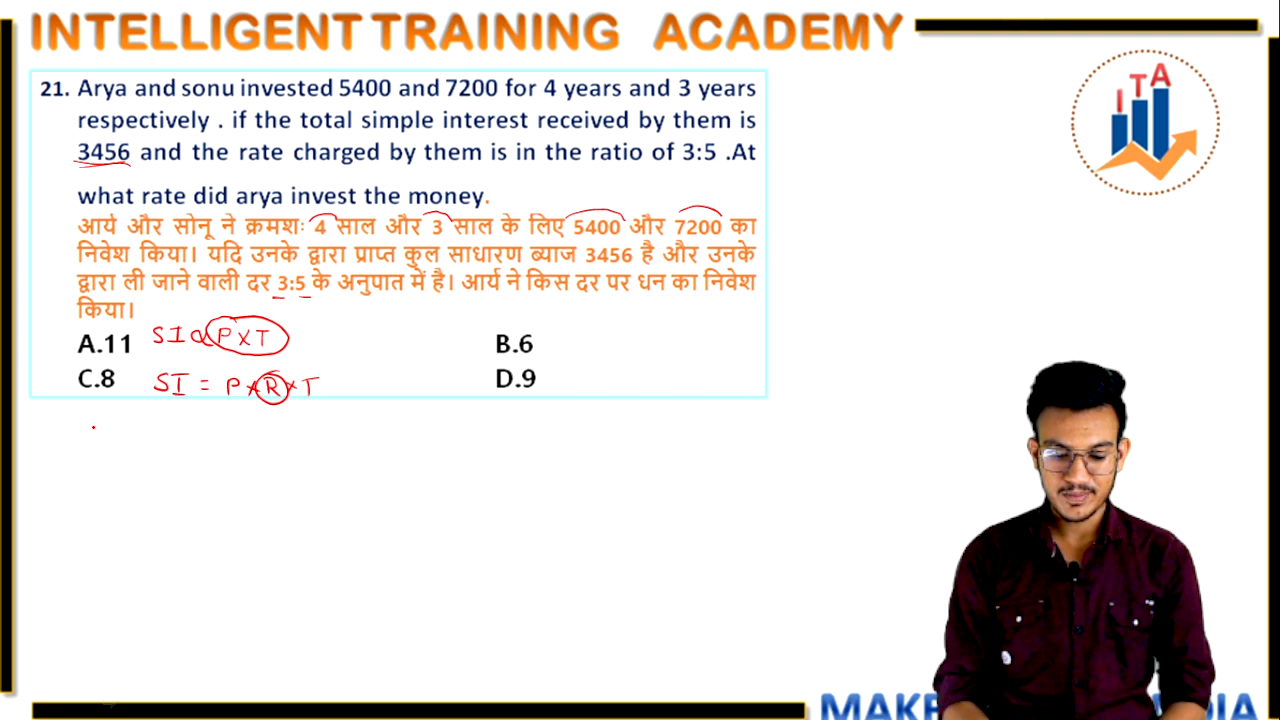 INTELLIGENT TRAINING ACADEMY
ITA
21. Arya and sonu invested 5400 and 7200 for 4 years and 3 years
respectively . if the total simple interest received by them is
3456 and the rate charged by them is in the ratio of 3:5 .At
what rate did arya invest the money.
आर्य और सोनू ने क्रमशः 4 साल और 3 साल के लिए 5400 और 7200 का
निवेश किया। यदि उनके द्वारा प्राप्त कुल साधारण ब्याज 3456 है और उनके
द्वारा ली जाने वाली दर 3:5 के अनुपात में है। आर्य ने किस दर पर धन का निवेश
किया।
SI α P×T
A.11 B.6
C.8 D.9
SI = P×R×T